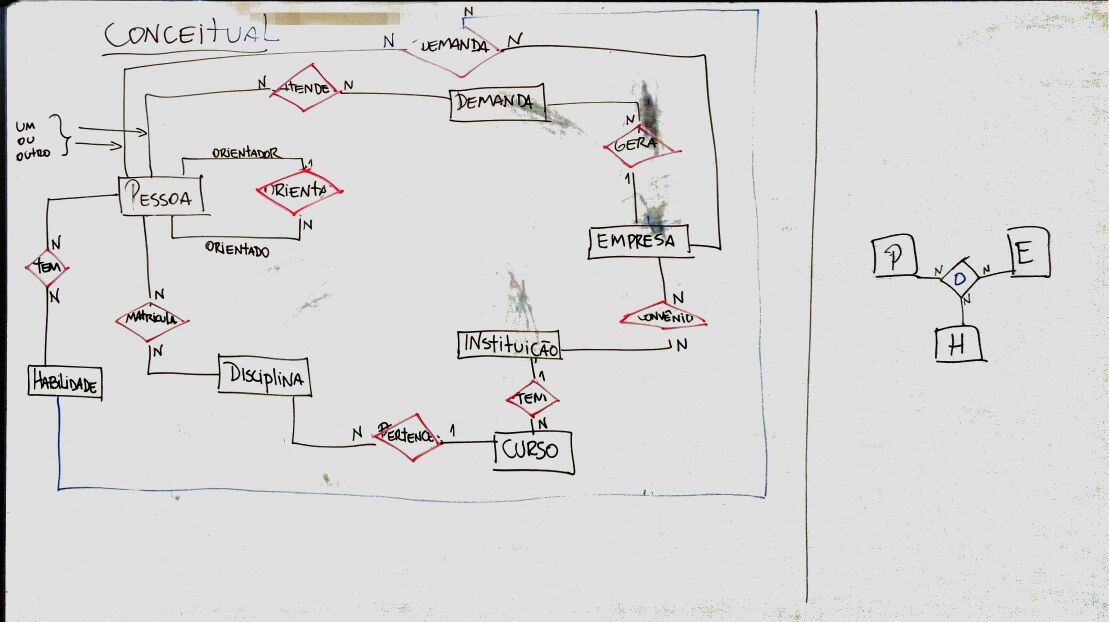 CONCEITUAL
N
N
DEMANDA
N
N
ATENDE
N
DEMANDA
UM
OU
OUTRO
N
GERA
1
ORIENTADOR
1
ORIENTA
N
ORIENTADO
PESSOA
EMPRESA
N
TEM
N
N
MATRICULA
N
N
CONVÊNIO
N
INStituiÇÃO
1
TEM
N
HABILIDADE
DisciplinA
N
PERTENCE
1
CURSO
P
N
D
N
E
N
H